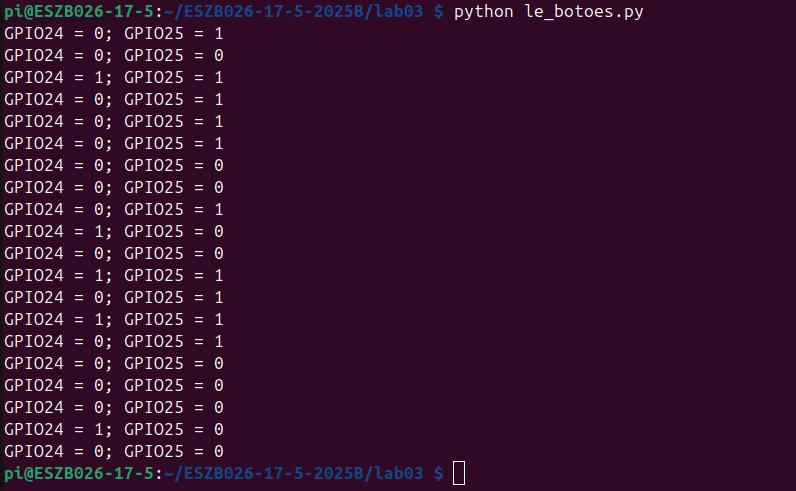 pi@ESZB026-17-5:~/ESZB026-17-5-2025B/lab03 $ python le_botoes.py
GPIO24 = 0; GPIO25 = 1
GPIO24 = 0; GPIO25 = 0
GPIO24 = 1; GPIO25 = 1
GPIO24 = 0; GPIO25 = 1
GPIO24 = 0; GPIO25 = 1
GPIO24 = 0; GPIO25 = 1
GPIO24 = 0; GPIO25 = 0
GPIO24 = 0; GPIO25 = 0
GPIO24 = 0; GPIO25 = 1
GPIO24 = 1; GPIO25 = 0
GPIO24 = 0; GPIO25 = 0
GPIO24 = 1; GPIO25 = 1
GPIO24 = 0; GPIO25 = 1
GPIO24 = 1; GPIO25 = 1
GPIO24 = 0; GPIO25 = 1
GPIO24 = 0; GPIO25 = 0
GPIO24 = 0; GPIO25 = 0
GPIO24 = 0; GPIO25 = 0
GPIO24 = 1; GPIO25 = 0
GPIO24 = 0; GPIO25 = 0
pi@ESZB026-17-5:~/ESZB026-17-5-2025B/lab03 $